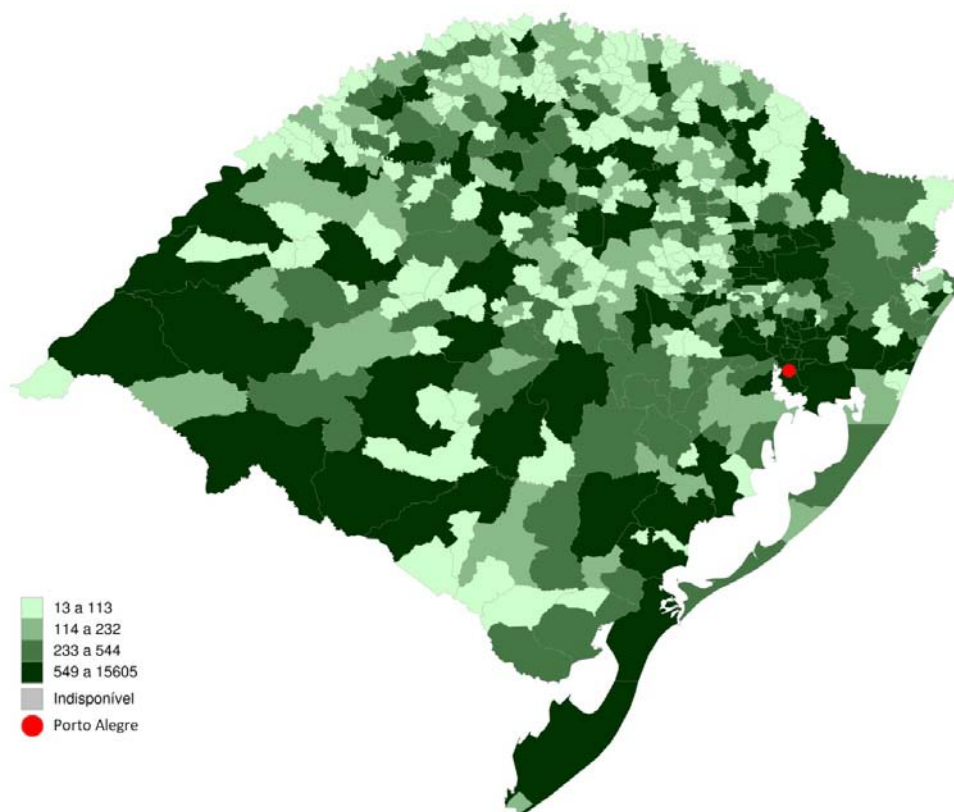 13 a 113
114 a 232
233 a 544
549 a 15605
Indisponível
Porto Alegre